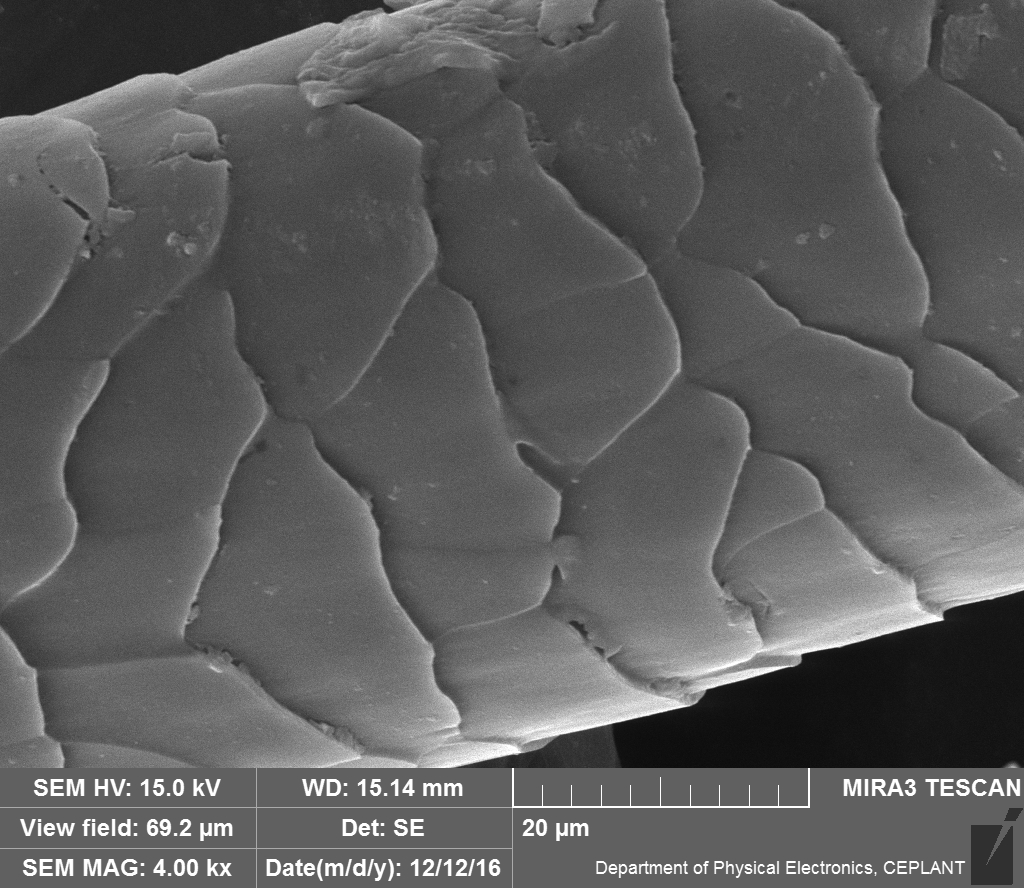 SEM HV: 15.0 kV
WD: 15.14 mm
MIRA3 TESCAN
View field: 69.2 µm
Det: SE
20 µm
SEM MAG: 4.00 kx
Date(m/d/y): 12/12/16
Department of Physical Electronics, CEPLANT